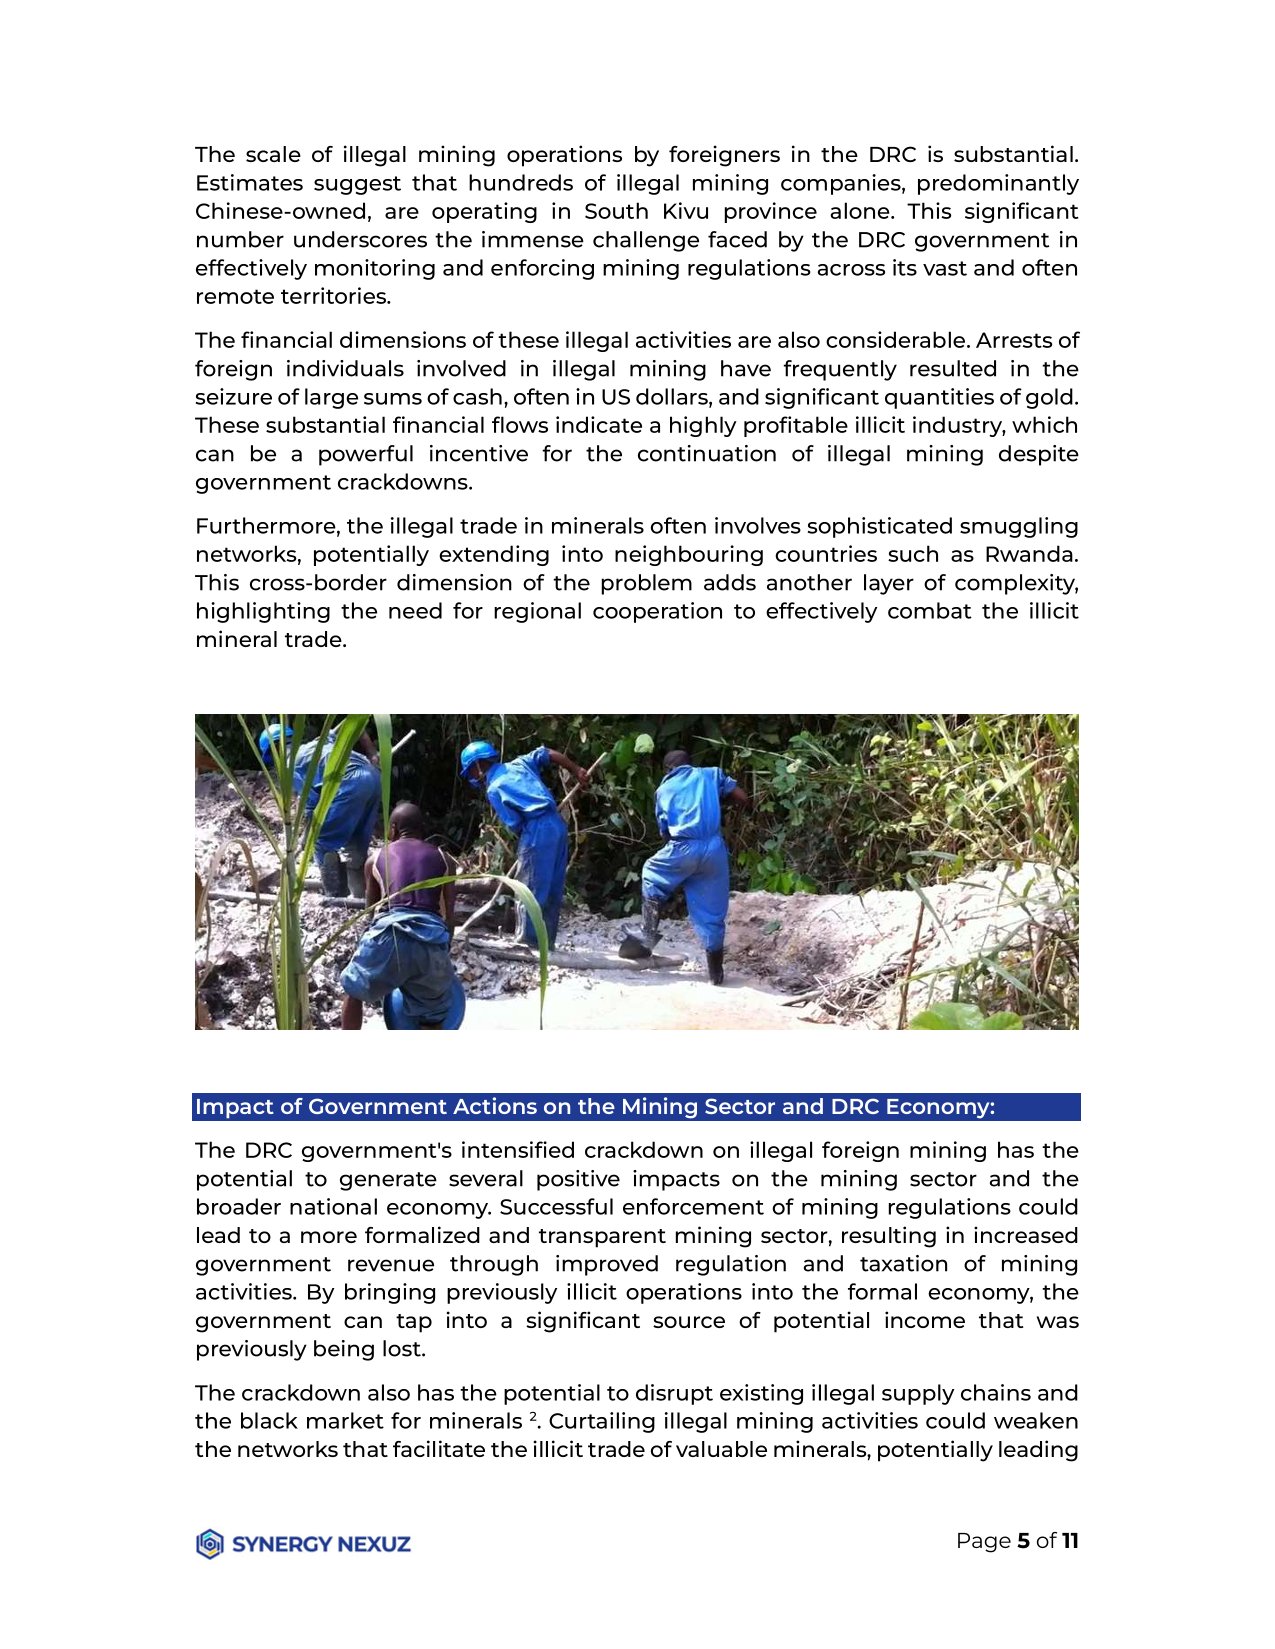 The scale of illegal mining operations by foreigners in the DRC is substantial.
Estimates suggest that hundreds of illegal mining companies, predominantly
Chinese-owned, are operating in South Kivu province alone. This significant
number underscores the immense challenge faced by the DRC government in
effectively monitoring and enforcing mining regulations across its vast and often
remote territories.
The financial dimensions of these illegal activities are also considerable. Arrests of
foreign individuals involved in illegal mining have frequently resulted in the
seizure of large sums of cash, often in US dollars, and significant quantities of gold.
These substantial financial flows indicate a highly profitable illicit industry, which
can be a powerful incentive for the continuation of illegal mining despite
government crackdowns.
Furthermore, the illegal trade in minerals often involves sophisticated smuggling
networks, potentially extending into neighbouring countries such as Rwanda.
This cross-border dimension of the problem adds another layer of complexity,
highlighting the need for regional cooperation to effectively combat the illicit
mineral trade.
Impact of Government Actions on the Mining Sector and DRC Economy:
The DRC government's intensified crackdown on illegal foreign mining has the
potential to generate several positive impacts on the mining sector and the
broader national economy. Successful enforcement of mining regulations could
lead to a more formalized and transparent mining sector, resulting in increased
government revenue through improved regulation and taxation of mining
activities. By bringing previously illicit operations into the formal economy, the
government can tap into a significant source of potential income that was
previously being lost.
The crackdown also has the potential to disrupt existing illegal supply chains and
the black market for minerals ². Curtailing illegal mining activities could weaken
the networks that facilitate the illicit trade of valuable minerals, potentially leading
SYNERGY NEXUZ
Page 5 of 11